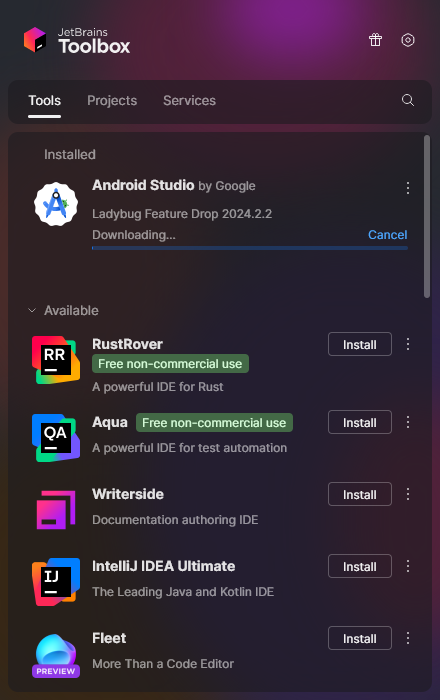 JetBrains
Toolbox
Tools Projects Services
Installed
Android Studio by Google
Ladybug Feature Drop 2024.2.2
Downloading... Cancel
Available
RR
RustRover Install
Free non-commercial use
A powerful IDE for Rust
QA
Aqua Free non-commercial use Install
A powerful IDE for test automation
Writerside Install
Documentation authoring IDE
IJ
IntelliJ IDEA Ultimate Install
The Leading Java and Kotlin IDE
Fleet Install
PREVIEW
More Than a Code Editor